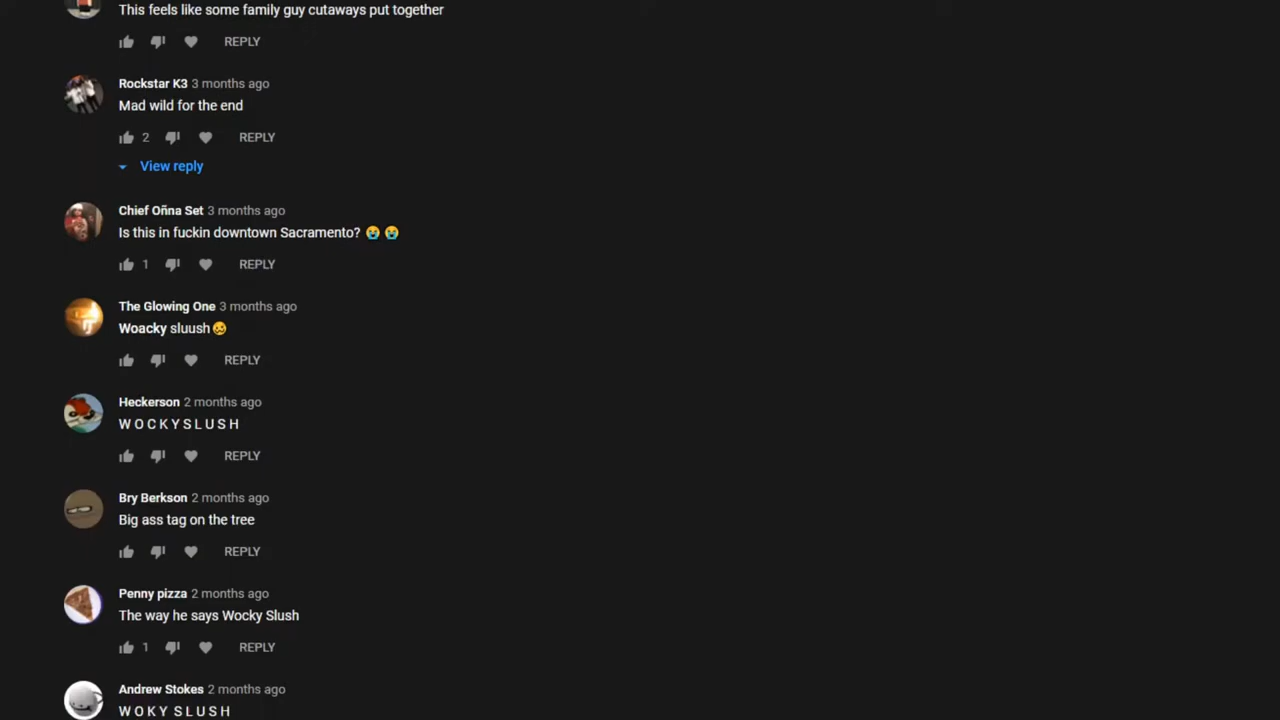 This feels like some family guy cutaways put together
REPLY
Rockstar K3 3 months ago
Mad wild for the end
2 REPLY
View reply
Chief Oñna Set 3 months ago
Is this in fuckin downtown Sacramento? 😭 😭
1 REPLY
The Glowing One 3 months ago
Woacky sluush😢
REPLY
Heckerson 2 months ago
W O C K Y S L U S H
REPLY
Bry Berkson 2 months ago
Big ass tag on the tree
REPLY
Penny pizza 2 months ago
The way he says Wocky Slush
1 REPLY
Andrew Stokes 2 months ago
W O K Y S L U S H